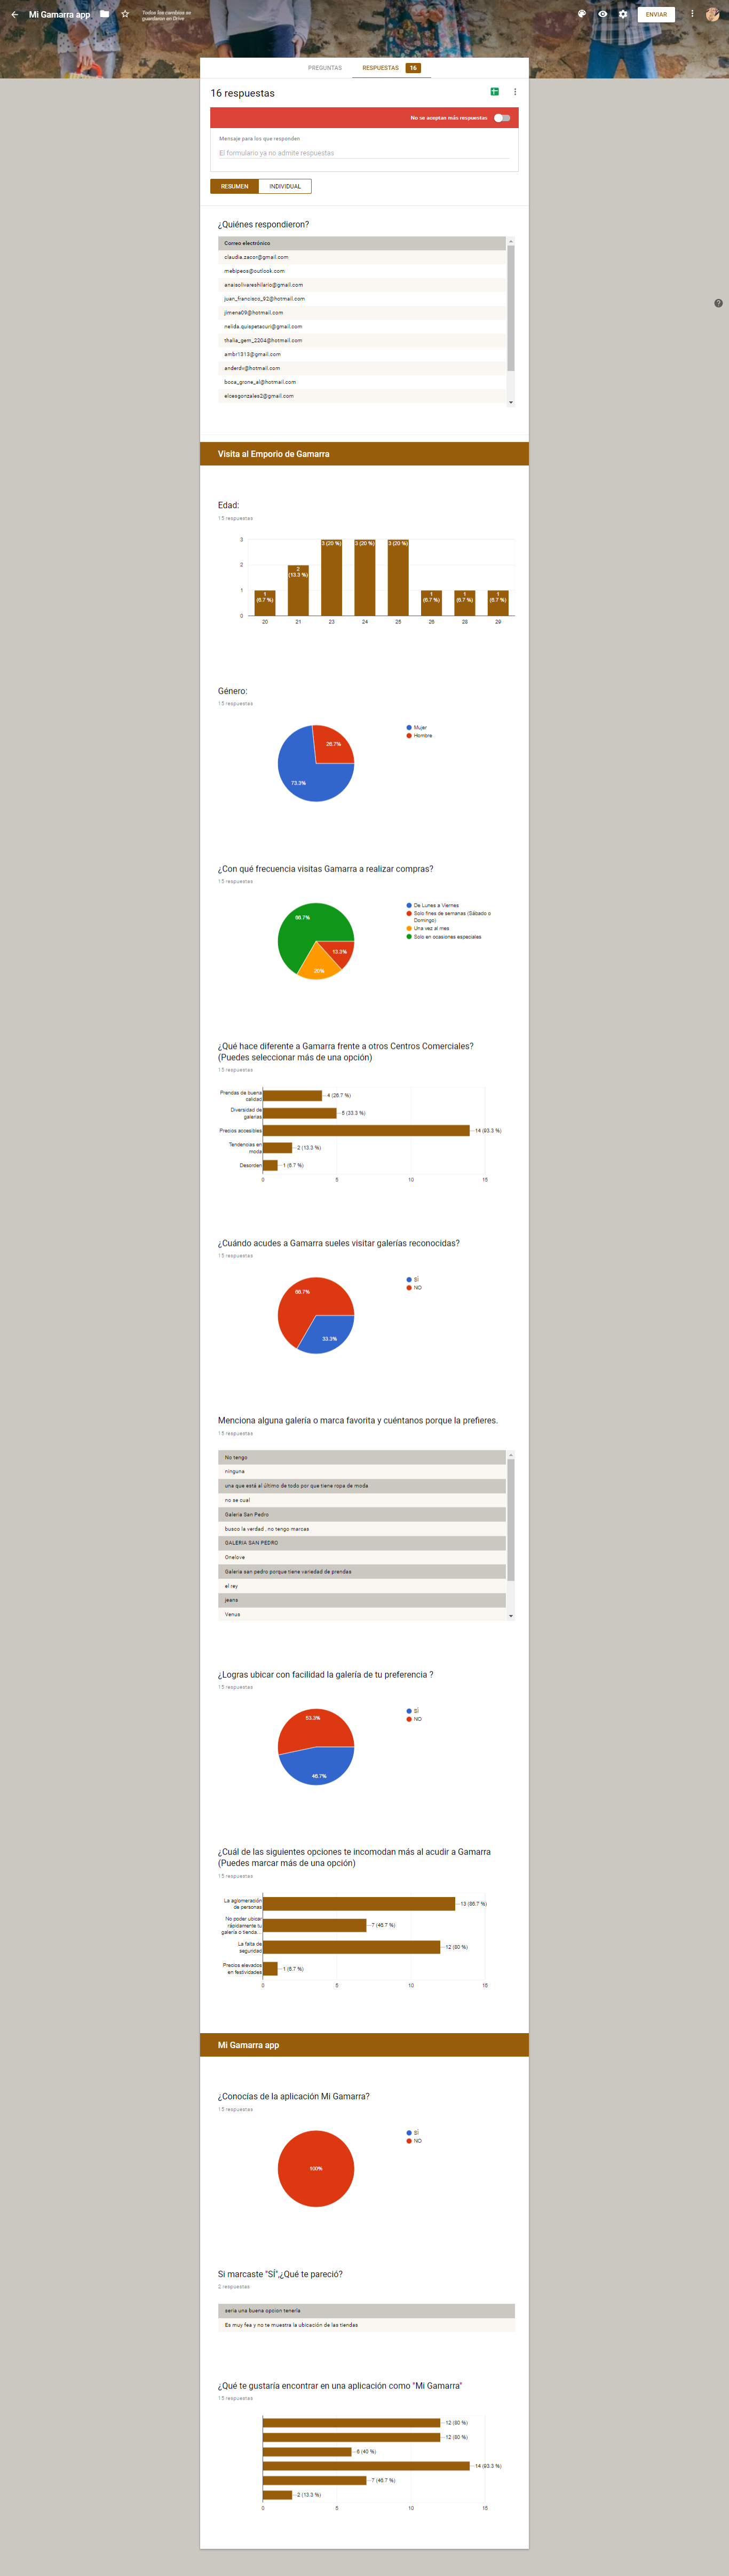 Mi Gamarra app
Todos los cambios se
guardaron en Drive
ENVIAR
PREGUNTAS
RESPUESTAS 16
16 respuestas
No se aceptan más respuestas
Mensaje para los que responden
El formulario ya no admite respuestas
RESUMEN
INDIVIDUAL
¿Quiénes respondieron?
Correo electrónico
claudia.zacor@gmail.com
mebipeos@outlook.com
anaisolivareshilario@gmail.com
juan_francisco_92@hotmail.com
jimena09@hotmail.com
nelida.quispetacuri@gmail.com
thalia_gem_2204@hotmail.com
ambr1313@gmail.com
anderdv@hotmail.com
boca_grone_al@hotmail.com
eloesgonzales2@gmail.com
Visita al Emporio de Gamarra
Edad:
15 respuestas
3
2
1
0
1
(6.7 %)
2
(13.3 %)
3 (20 %)
3 (20 %)
3 (20 %)
1
(6.7 %)
1
(6.7 %)
1
(6.7 %)
20
21
23
24
25
26
28
29
Género:
15 respuestas
26.7%
73.3%
Mujer
Hombre
¿Con qué frecuencia visitas Gamarra a realizar compras?
15 respuestas
66.7%
13.3%
20%
De Lunes a Viernes
Solo fines de semanas (Sábado o
Domingo)
Una vez al mes
Solo en ocasiones especiales
¿Qué hace diferente a Gamarra frente a otros Centros Comerciales?
(Puedes seleccionar más de una opción)
15 respuestas
Prendas de buena
calidad
4 (26.7 %)
Diversidad de
galerías
5 (33.3 %)
Precios accesibles
14 (93.3 %)
Tendencias en
moda
2 (13.3 %)
Desorden
1 (6.7 %)
0
5
10
15
¿Cuándo acudes a Gamarra sueles visitar galerías reconocidas?
15 respuestas
66.7%
33.3%
SÍ
NO
Menciona alguna galería o marca favorita y cuéntanos porque la prefieres.
15 respuestas
No tengo
ninguna
una que está al último de todo por que tiene ropa de moda
no se cual
Galeria San Pedro
busco la verdad , no tengo marcas
GALERIA SAN PEDRO
Onelove
Galaria san pedro porque tiene variedad de prendas
el rey
jeans
Venus
¿Logras ubicar con facilidad la galería de tu preferencia ?
15 respuestas
53.3%
46.7%
SÍ
NO
¿Cuál de las siguientes opciones te incomodan más al acudir a Gamarra
(Puedes marcar más de una opción)
15 respuestas
La aglomeración
de personas
13 (86.7 %)
No poder ubicar
rápidamente tu
galería o tienda...
7 (46.7 %)
La falta de
seguridad
12 (80 %)
Precios elevados
en festividades
1 (6.7 %)
0
5
10
15
Mi Gamarra app
¿Conocías de la aplicación Mi Gamarra?
15 respuestas
100%
SÍ
NO
Si marcaste "SÍ",¿Qué te pareció?
2 respuestas
seria una buena opcion tenerla
Es muy fea y no te muestra la ubicación de las tiendas
¿Qué te gustaría encontrar en una aplicación como "Mi Gamarra"
15 respuestas
12 (80 %)
12 (80 %)
6 (40 %)
14 (93.3 %)
7 (46.7 %)
2 (13.3 %)
0
5
10
15